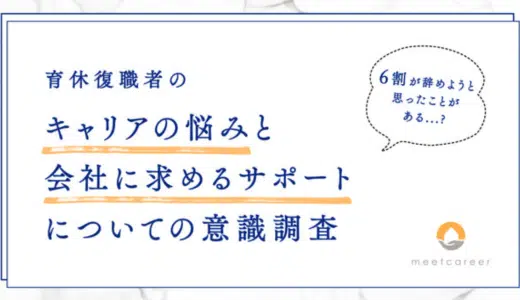 育休復職者の
キャリアの悩みと
会社に求めるサポート
についての意識調査
6割が辞めようと
思ったことが
ある...?
meetcareer